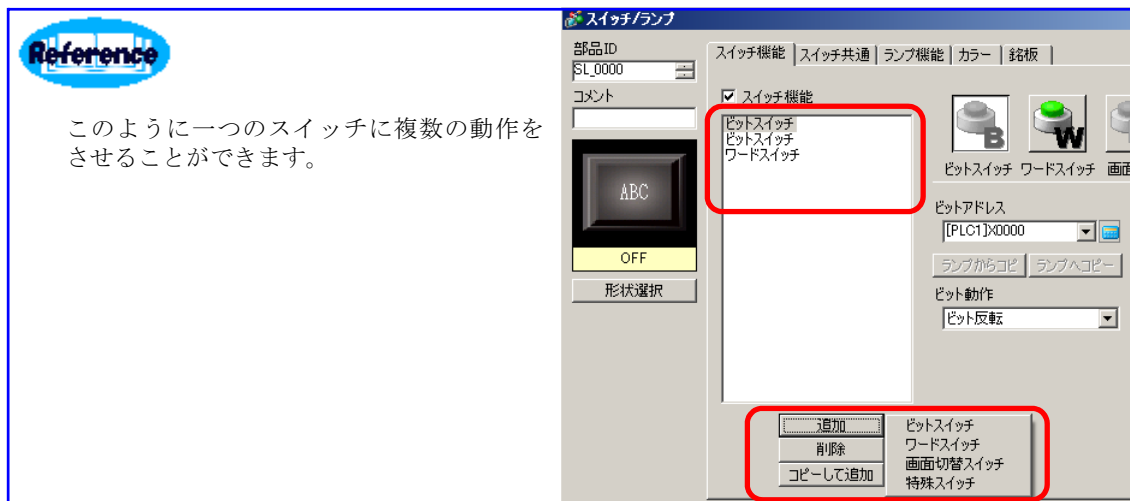 Reference
このように一つのスイッチに複数の動作を
させることができます。
スイッチ/ランプ
部品ID
SL_0000
コメント
ABC
OFF
形状選択
スイッチ機能
スイッチ共通
ランプ機能
カラー
銘板
スイッチ機能
ビットスイッチ
ビットスイッチ
ワードスイッチ
追加
削除
コピーして追加
ビットスイッチ
ワードスイッチ
画面切替スイッチ
特殊スイッチ
B
W
ビットスイッチ
ワードスイッチ
画面
ビットアドレス
[PLC1]X0000
ランプからコピ
ランプへコピー
ビット動作
ビット反転